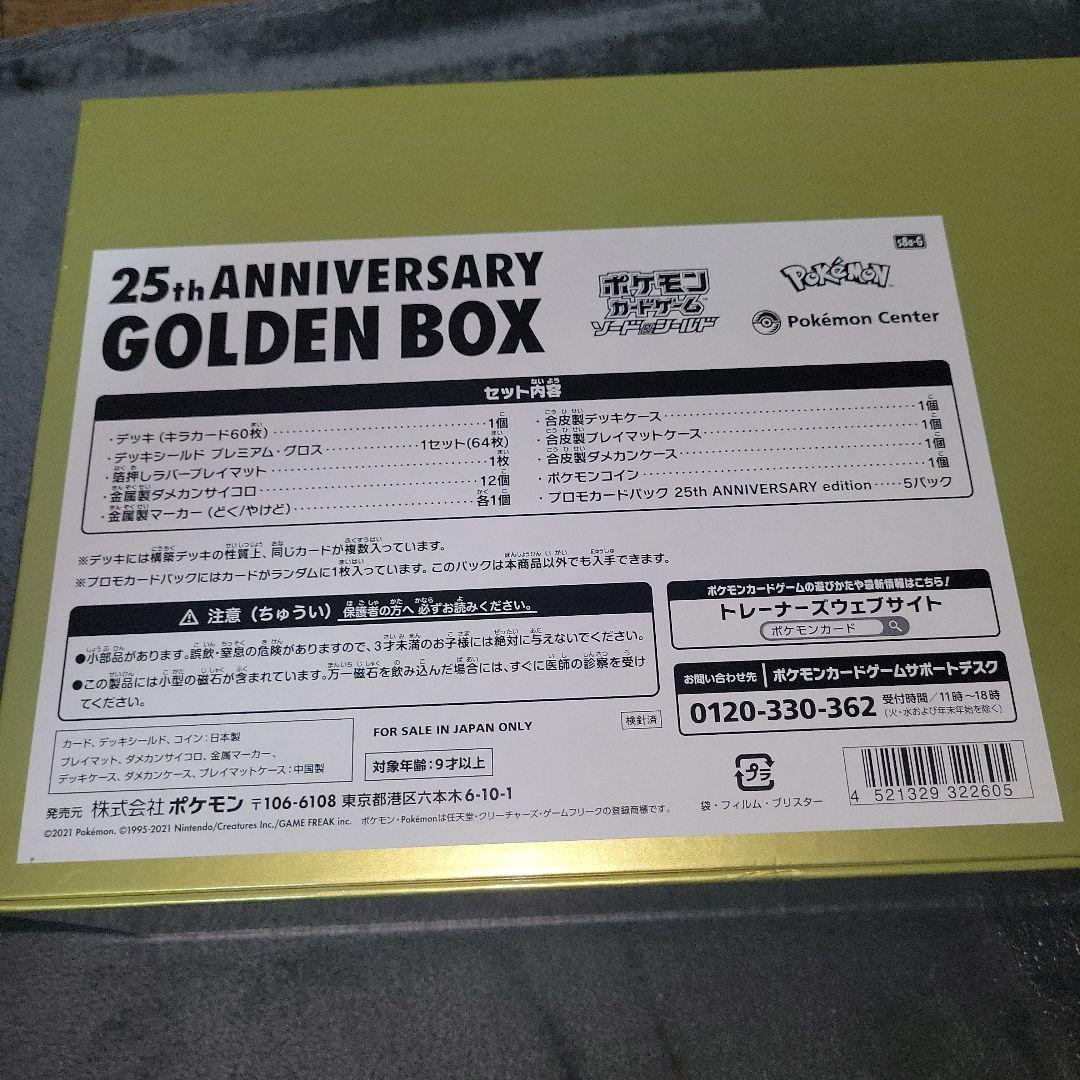 s8a-G
25th ANNIVERSARY
GOLDEN BOX
ポケモン
カードゲーム
ソード&シールド
Pokémon
Pokémon Center
セット内容
・デッキ（キラカード60枚）……1個
・デッキシールド プレミアム・グロス……1セット(64枚)
・箔押しラバープレイマット……1枚
・金属製ダメカンサイコロ……12個
・金属製マーカー（どく/やけど）……各1個
・合皮製デッキケース……1個
・合皮製プレイマットケース……1個
・合皮製ダメカンケース……1個
・ポケモンコイン……1個
・プロモカードパック 25th ANNIVERSARY edition……5パック
※デッキには構築デッキの性質上、同じカードが複数入っています。
※プロモカードパックにはカードがランダムに1枚入っています。このパックは本商品以外でも入手できます。
注意（ちゅうい）保護者の方へ 必ずお読みください。
●小部品があります。誤飲・窒息の危険がありますので、3才未満のお子様には絶対に与えないでください。
●この製品には小型の磁石が含まれています。万一磁石を飲み込んだ場合には、すぐに医師の診察を受け
てください。
ポケモンカードゲームの遊びかたや最新情報はこちら!
トレーナーズウェブサイト
ポケモンカード
お問い合わせ先 ポケモンカードゲームサポートデスク
0120-330-362 受付時間／11時〜18時
（火・水および年末年始を除く）
カード、デッキシールド、コイン：日本製
プレイマット、ダメカンサイコロ、金属マーカー、
デッキケース、ダメカンケース、プレイマットケース：中国製
FOR SALE IN JAPAN ONLY
検針済
対象年齢：9才以上
プラ
袋・フィルム・ブリスター
4 521329 322605
発売元 株式会社 ポケモン 〒106-6108 東京都港区六本木6-10-1
©2021 Pokémon. ©1995-2021 Nintendo/Creatures Inc./GAME FREAK inc. ポケモン・Pokémonは任天堂・クリーチャーズ・ゲームフリークの登録商標です。